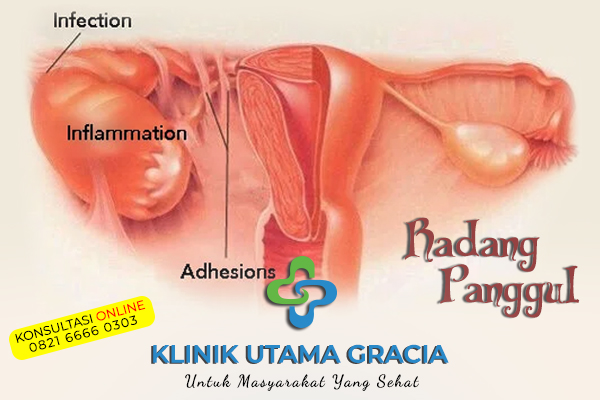 Infection
Inflammation
Adhesions
Radang
Panggul
KONSULTASI ONLINE
0821 6666 0303
KLINIK UTAMA GRACIA
Untuk Masyarakat Yang Sehat